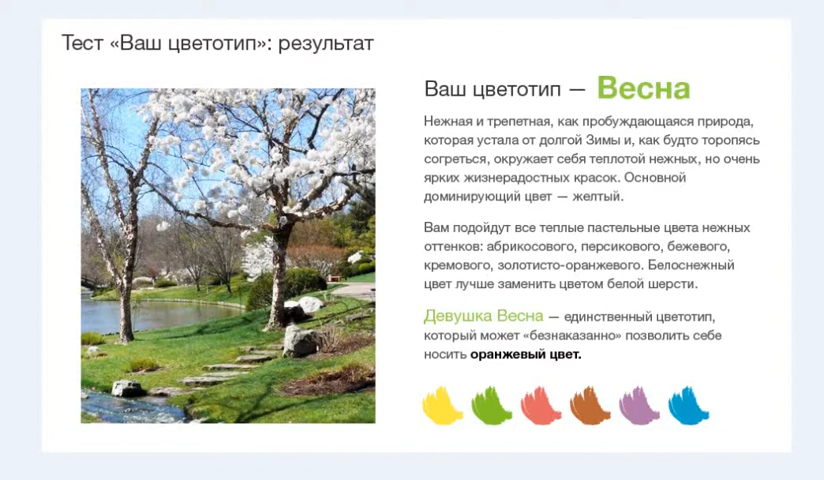 Тест «Ваш цветотип»: результат
Ваш цветотип — Весна
Нежная и трепетная, как пробуждающаяся природа,
которая устала от долгой Зимы и, как будто торопясь
согреться, окружает себя теплотой нежных, но очень
ярких жизнерадостных красок. Основной
доминирующий цвет — желтый.
Вам подойдут все теплые пастельные цвета нежных
оттенков: абрикосового, персикового, бежевого,
кремового, золотисто-оранжевого. Белоснежный
цвет лучше заменить цветом белой шерсти.
Девушка Весна — единственный цветотип,
который может «безнаказанно» позволить себе
носить оранжевый цвет.